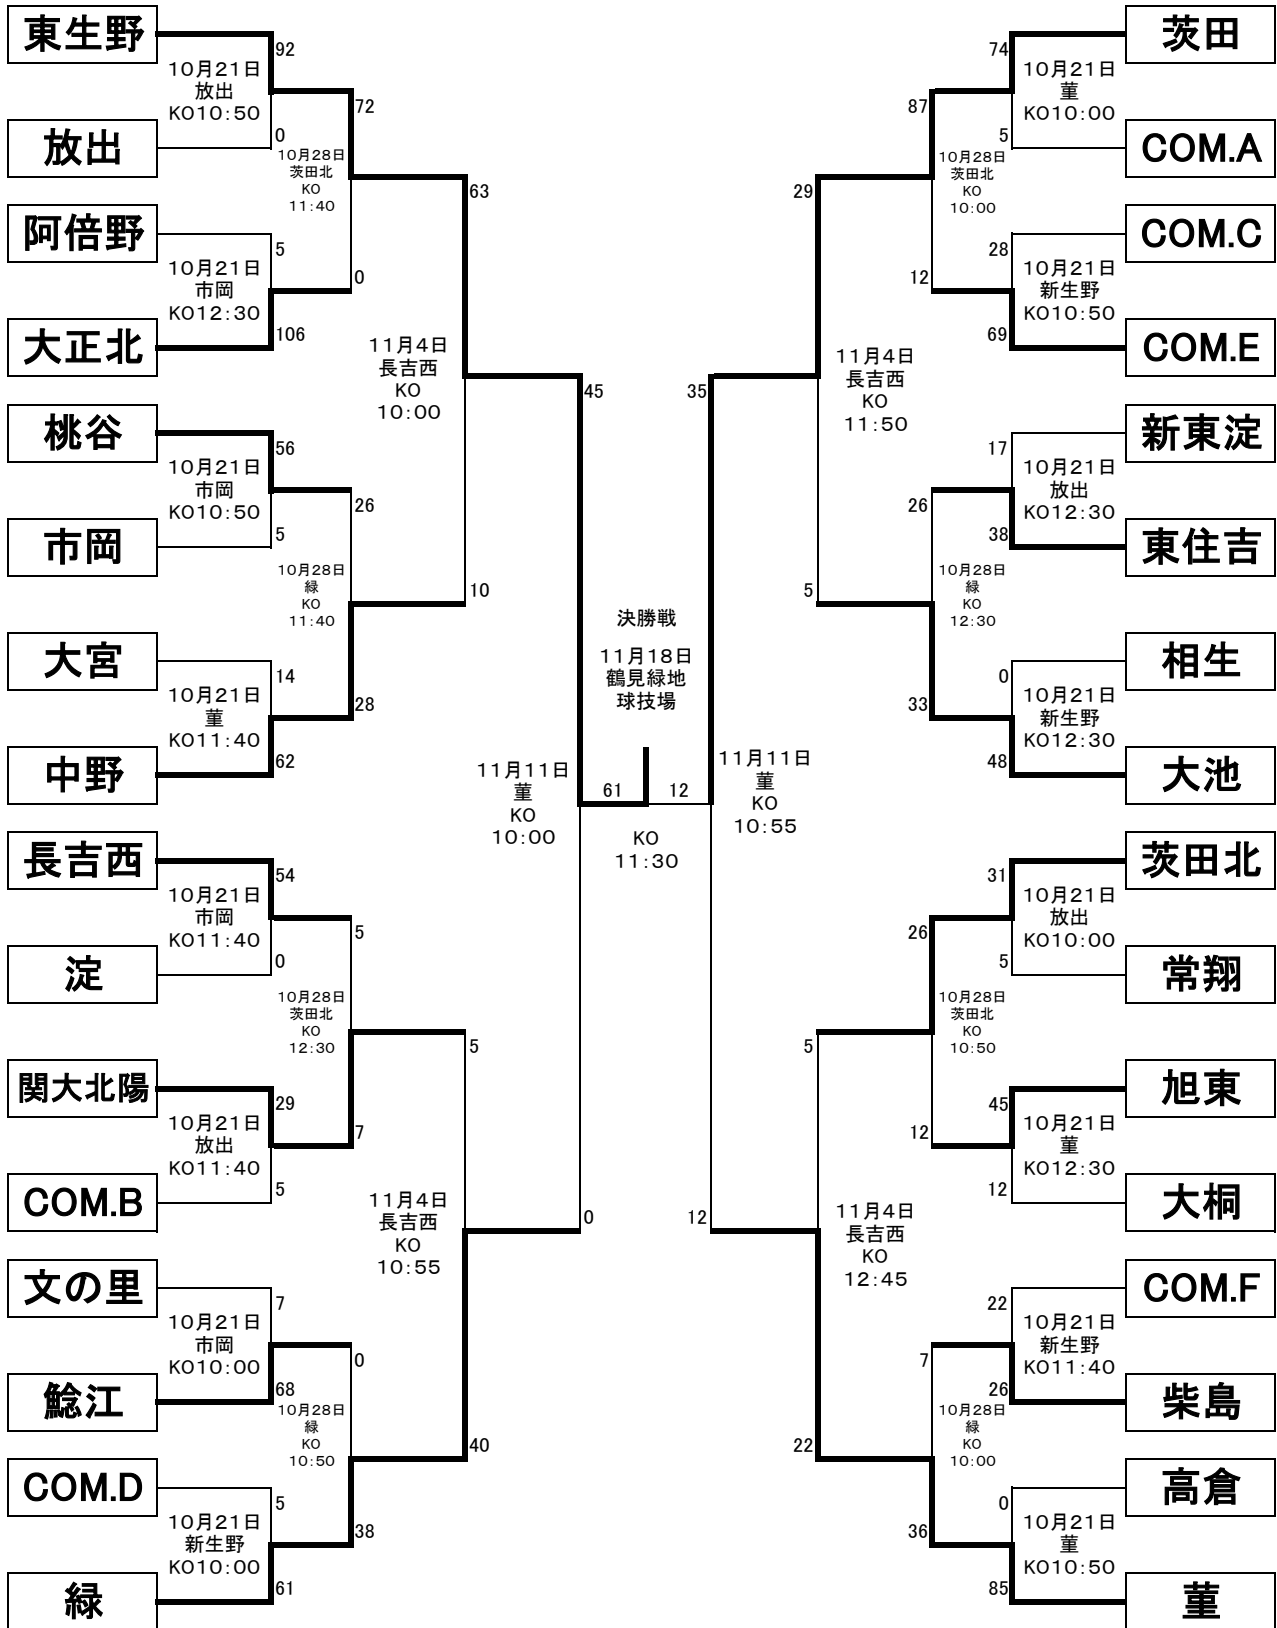 東生野
92
10月21日
放出
KO10:50
0
放出
72
10月28日
茨田北
KO
11:40
阿倍野
5
10月21日
市岡
KO12:30
106
大正北
0
63
11月4日
長吉西
KO
10:00
桃谷
56
10月21日
市岡
KO10:50
5
市岡
26
10月28日
緑
KO
11:40
大宮
14
10月21日
菫
KO11:40
62
中野
28
10
45
11月11日
菫
KO
10:00
長吉西
54
10月21日
市岡
KO11:40
0
淀
5
10月28日
茨田北
KO
12:30
関大北陽
29
10月21日
放出
KO11:40
5
COM.B
7
5
11月4日
長吉西
KO
10:55
文の里
7
10月21日
市岡
KO10:00
68
鯰江
0
10月28日
緑
KO
10:50
COM.D
5
10月21日
新生野
KO10:00
61
緑
38
40
0
決勝戦
11月18日
鶴見緑地
球技場
61
12
KO
11:30
茨田
74
10月21日
菫
KO10:00
5
COM.A
87
10月28日
茨田北
KO
10:00
COM.C
28
10月21日
新生野
KO10:50
69
COM.E
12
29
11月4日
長吉西
KO
11:50
新東淀
17
10月21日
放出
KO12:30
38
東住吉
26
10月28日
緑
KO
12:30
相生
0
10月21日
新生野
KO12:30
48
大池
33
5
35
11月11日
菫
KO
10:55
茨田北
31
10月21日
放出
KO10:00
5
常翔
26
10月28日
茨田北
KO
10:50
旭東
45
10月21日
菫
KO12:30
12
大桐
12
5
11月4日
長吉西
KO
12:45
COM.F
22
10月21日
新生野
KO11:40
26
柴島
7
10月28日
緑
KO
10:00
高倉
0
10月21日
菫
KO10:50
85
菫
36
22
12